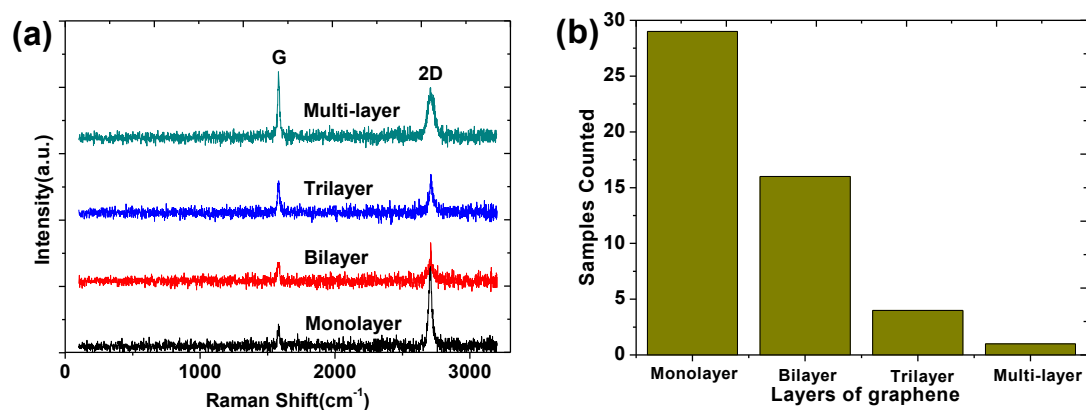 (a)
G
2D
Multi-layer
Trilayer
Bilayer
Monolayer
Intensity(a.u.)
0 1000 2000 3000
Raman Shift(cm⁻¹)
(b)
30
25
20
15
10
5
0
Samples Counted
Monolayer Bilayer Trilayer Multi-layer
Layers of graphene